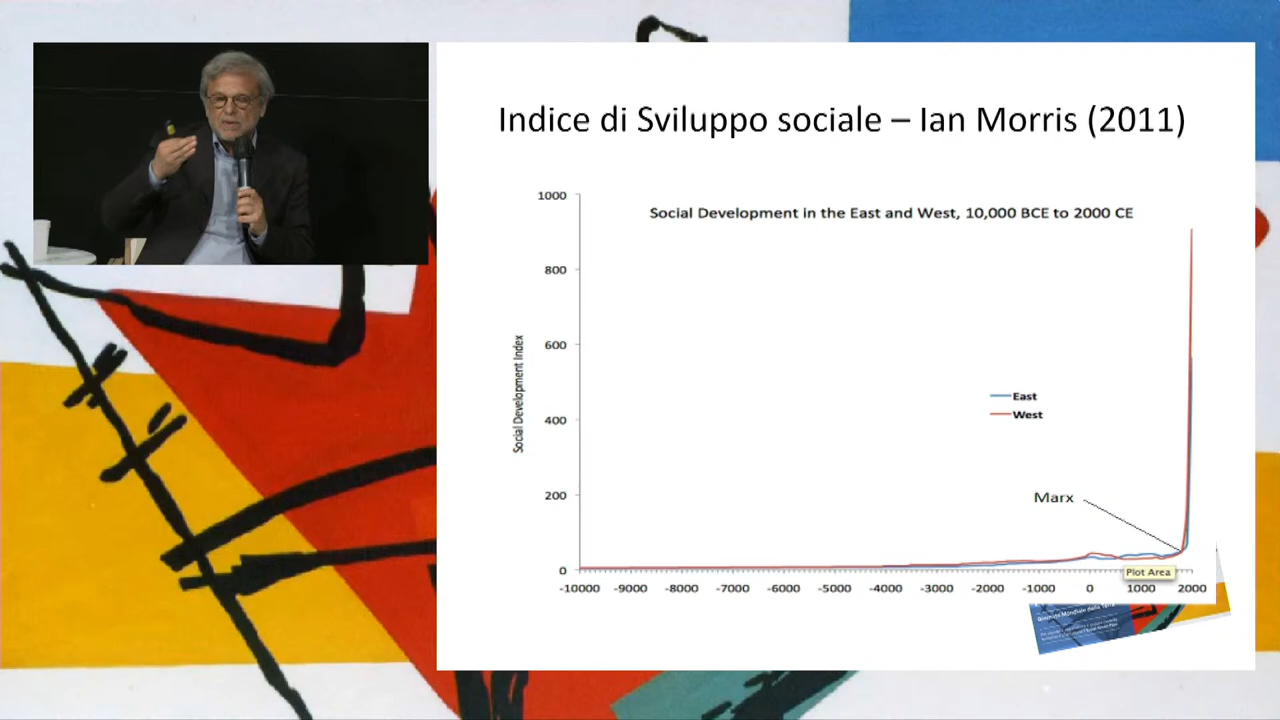 Indice di Sviluppo sociale – Ian Morris (2011)
Social Development in the East and West, 10,000 BCE to 2000 CE
Social Development Index
1000
800
600
400
200
0
East
West
Marx
Plot Area
-10000 -9000 -8000 -7000 -6000 -5000 -4000 -3000 -2000 -1000 0 1000 2000